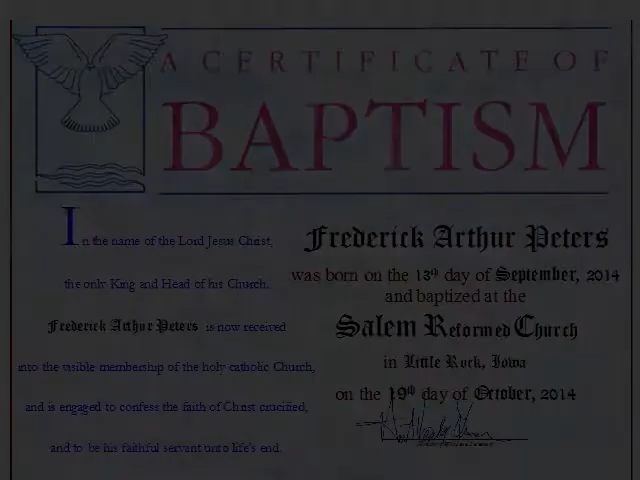 A CERTIFICATE OF
BAPTISM
In the name of the Lord Jesus Christ,
the only King and Head of his Church,
Frederick Arthur Peters is now received
into the visible membership of the holy catholic Church,
and is engaged to confess the faith of Christ crucified,
and to be his faithful servant unto life's end.
Frederick Arthur Peters
was born on the 13th day of September, 2014
and baptized at the
Salem Reformed Church
in Little Rock, Iowa
on the 19th day of October, 2014